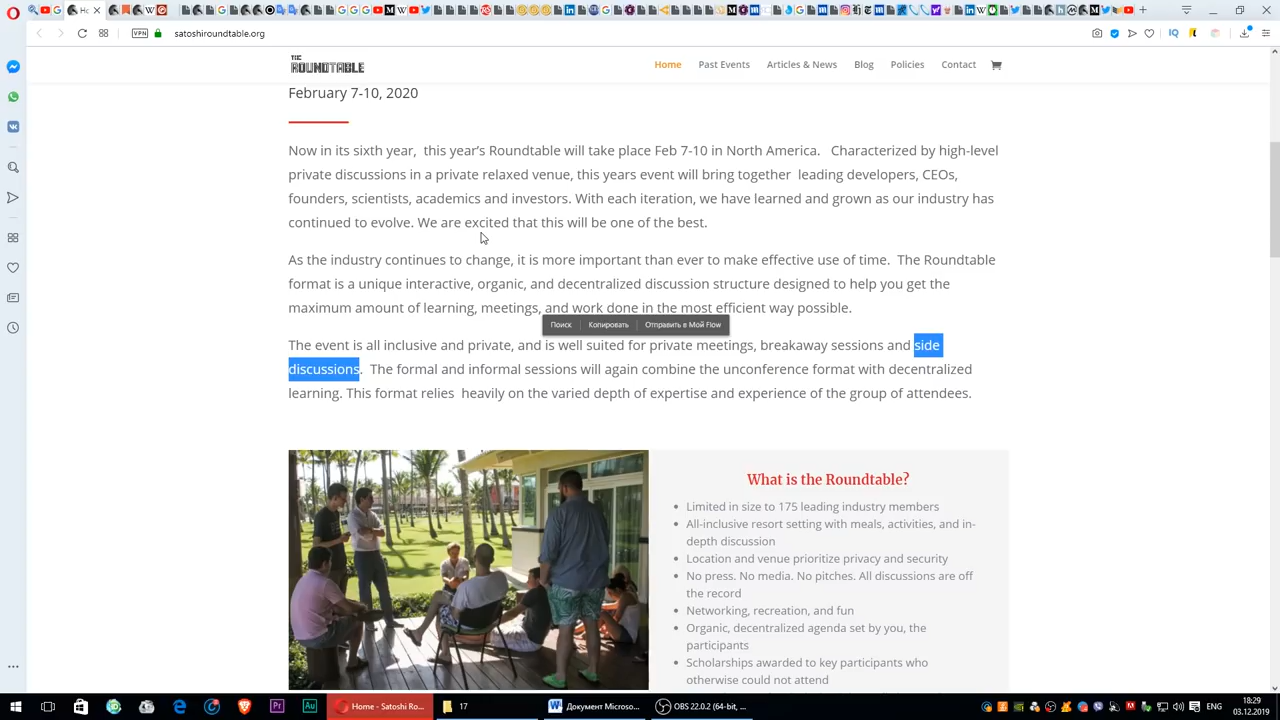 Ho
VPN
satoshiroundtable.org
THE
ROUNDTABLE
Home
Past Events
Articles & News
Blog
Policies
Contact
February 7-10, 2020
Now in its sixth year,  this year's Roundtable will take place Feb 7-10 in North America.   Characterized by high-level
private discussions in a private relaxed venue, this years event will bring together  leading developers, CEOs,
founders, scientists, academics and investors. With each iteration, we have learned and grown as our industry has
continued to evolve. We are excited that this will be one of the best.
As the industry continues to change, it is more important than ever to make effective use of time.  The Roundtable
format is a unique interactive, organic, and decentralized discussion structure designed to help you get the
maximum amount of learning, meetings, and work done in the most efficient way possible.
Поиск
Копировать
Отправить в Мой Flow
The event is all inclusive and private, and is well suited for private meetings, breakaway sessions and side
discussions.  The formal and informal sessions will again combine the unconference format with decentralized
learning. This format relies  heavily on the varied depth of expertise and experience of the group of attendees.
What is the Roundtable?
Limited in size to 175 leading industry members
All-inclusive resort setting with meals, activities, and in-
depth discussion
Location and venue prioritize privacy and security
No press. No media. No pitches. All discussions are off
the record
Networking, recreation, and fun
Organic, decentralized agenda set by you, the
participants
Scholarships awarded to key participants who
otherwise could not attend
Home - Satoshi Ro...
17
Документ Microso...
OBS 22.0.2 (64-bit, ...
ENG
18:29
03.12.2019